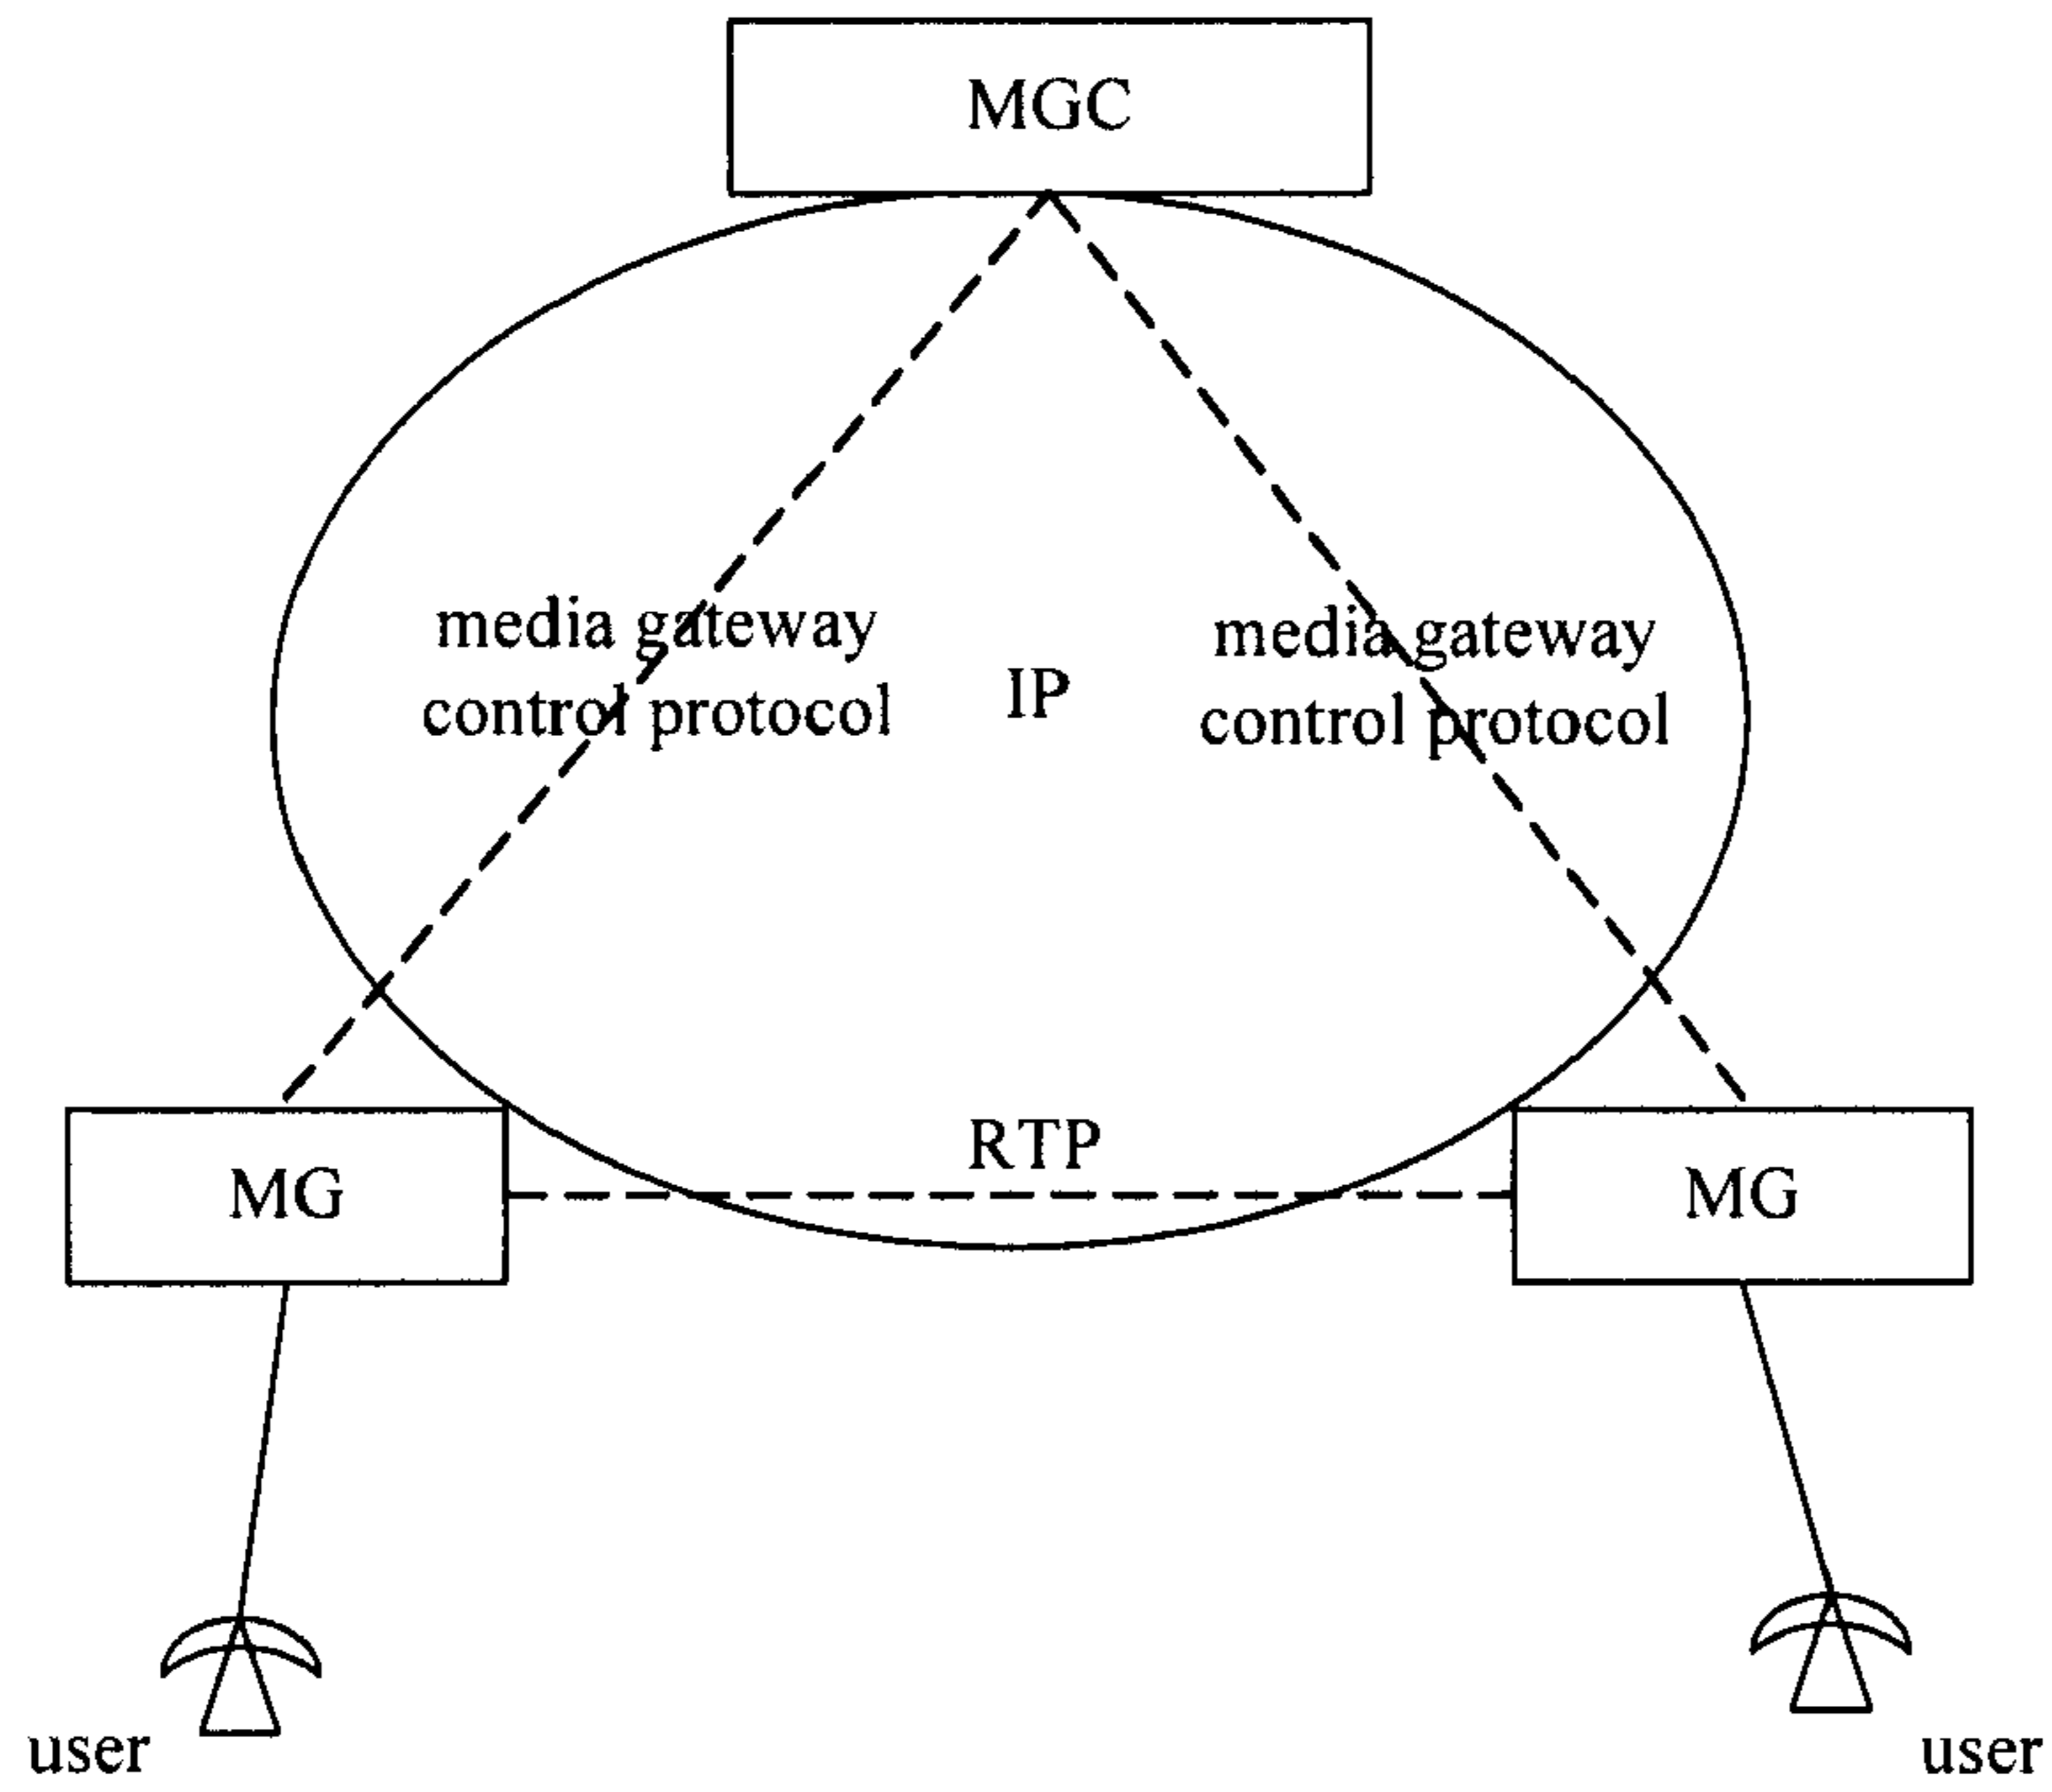 MGC
media gateway
control protocol
IP
media gateway
control protocol
RTP
MG
MG
user
user